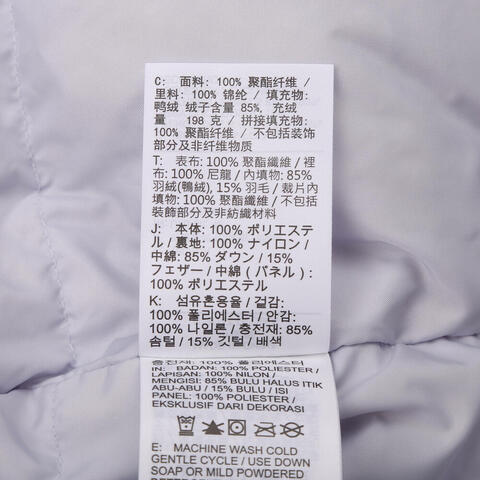 C: 面料: 100% 聚酯纤维 /
里料: 100% 锦纶 / 填充物:
鸭绒 绒子含量 85%, 充绒
量 198 克 / 拼接填充物:
100% 聚酯纤维 / 不包括装饰
部分及非纤维物质
T: 表布: 100% 聚酯纖維 / 裡
布: 100% 尼龍 / 內填物: 85%
羽絨(鴨絨), 15% 羽毛 / 裁片內
填物: 100% 聚酯纖維 / 不包括
裝飾部分及非紡織材料
J: 本体: 100% ポリエステ
ル / 裏地: 100% ナイロン /
中綿: 85% ダウン / 15%
フェザー / 中綿 (パネル) :
100% ポリエステル
K: 섬유혼용율 / 겉감:
100% 폴리에스터 / 안감:
100% 나일론 / 충전재: 85%
솜털 / 15% 깃털 / 배색
충전재: 100% 폴리에스터
IN: BADAN: 100% POLIESTER /
LAPISAN: 100% NILON /
MENGISI: 85% BULU HALUS ITIK
ABU-ABU / 15% BULU / ISI
PANEL: 100% POLIESTER /
EKSKLUSIF DARI DEKORASI
E: MACHINE WASH COLD
GENTLE CYCLE / USE DOWN
SOAP OR MILD POWDERED